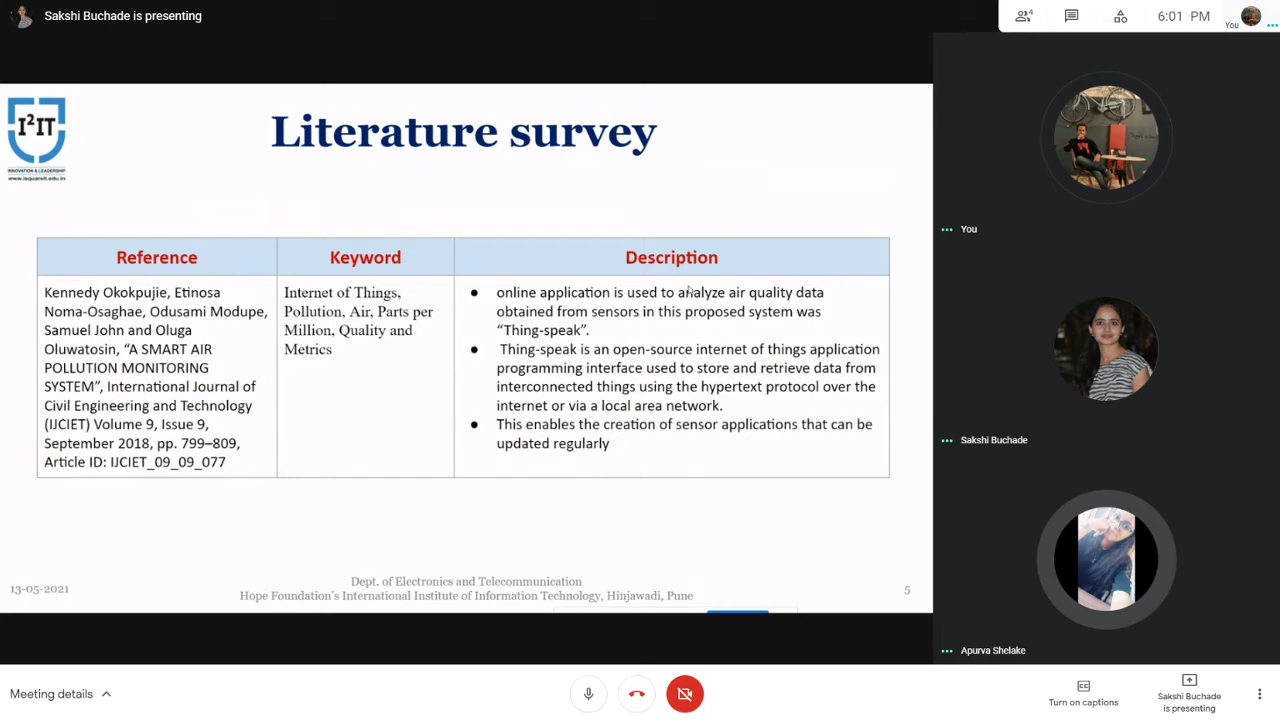 Sakshi Buchade is presenting
4
6:01 PM
You
I²IT
INNOVATION & LEADERSHIP
www.isquareit.edu.in
Literature survey
Reference
Keyword
Description
Kennedy Okokpujie, Etinosa
Noma-Osaghae, Odusami Modupe,
Samuel John and Oluga
Oluwatosin, “A SMART AIR
POLLUTION MONITORING
SYSTEM”, International Journal of
Civil Engineering and Technology
(IJCIET) Volume 9, Issue 9,
September 2018, pp. 799–809,
Article ID: IJCIET_09_09_077
Internet of Things,
Pollution, Air, Parts per
Million, Quality and
Metrics
● online application is used to analyze air quality data
obtained from sensors in this proposed system was
“Thing-speak”.
● Thing-speak is an open-source internet of things application
programming interface used to store and retrieve data from
interconnected things using the hypertext protocol over the
internet or via a local area network.
● This enables the creation of sensor applications that can be
updated regularly
13-05-2021
Dept. of Electronics and Telecommunication
Hope Foundation’s International Institute of Information Technology, Hinjawadi, Pune
5
You
Sakshi Buchade
Apurva Shelake
Meeting details
Turn on captions
Sakshi Buchade
is presenting